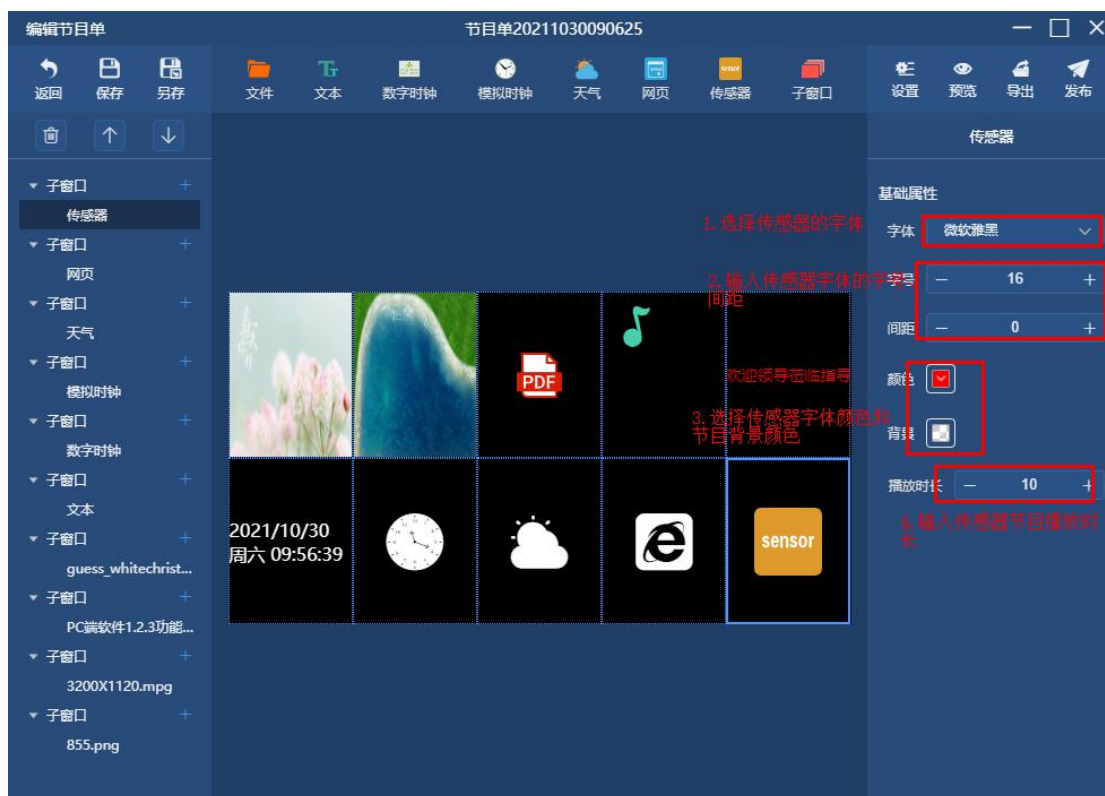 编辑节目单
节目单20211030090625
返回
保存
另存
文件
文本
数字时钟
模拟时钟
天气
网页
传感器
子窗口
设置
预览
导出
发布
子窗口
传感器
子窗口
网页
子窗口
天气
子窗口
模拟时钟
子窗口
数字时钟
子窗口
文本
子窗口
guess_whitechrist...
子窗口
PC端软件1.2.3功能...
子窗口
3200X1120.mpg
子窗口
855.png
PDF
欢迎领导莅临指导
2021/10/30
周六 09:56:39
sensor
传感器
基础属性
1.选择传感器的字体
字体
微软雅黑
2.输入传感器字体的字号
间距
16
间距
0
3.选择传感器字体颜色和
节目背景颜色
颜色
背景
播放时长
10
4.输入传感器节目播放时
长